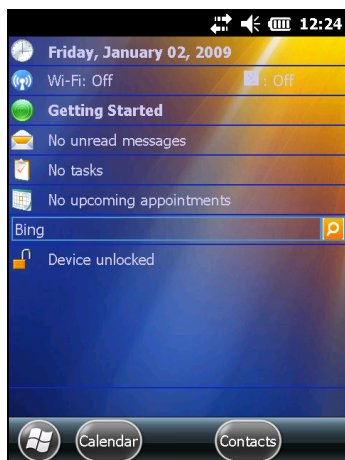 12:24
Friday, January 02, 2009
Wi-Fi: Off : Off
Getting Started
No unread messages
No tasks
No upcoming appointments
Bing
Device unlocked
Calendar Contacts